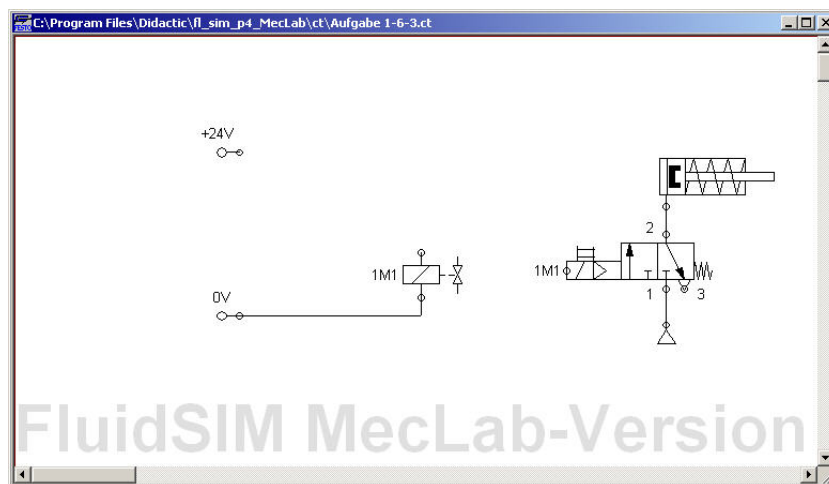 C:\Program Files\Didactic\fl_sim_p4_MecLab\ct\Aufgabe 1-6-3.ct
+24V
2
1M1
1M1
0V
1
3
FluidSIM MecLab-Version